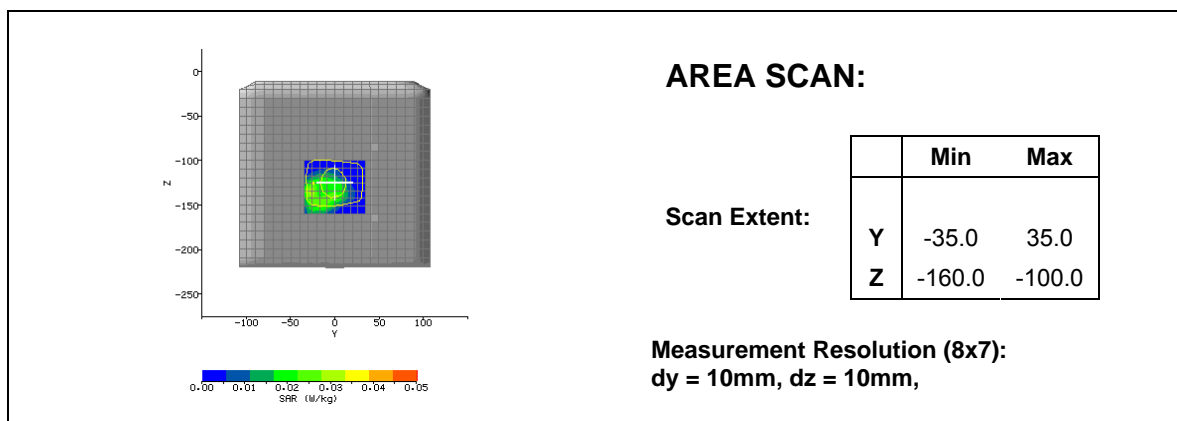 AREA SCAN:
0
-50
-100
-150
-200
-250
Z
-100
-50
0
50
100
Y
0.00 0.01 0.02 0.03 0.04 0.05
SAR (W/kg)
Min Max
Scan Extent:
Y -35.0 35.0
Z -160.0 -100.0
Measurement Resolution (8x7):
dy = 10mm, dz = 10mm,